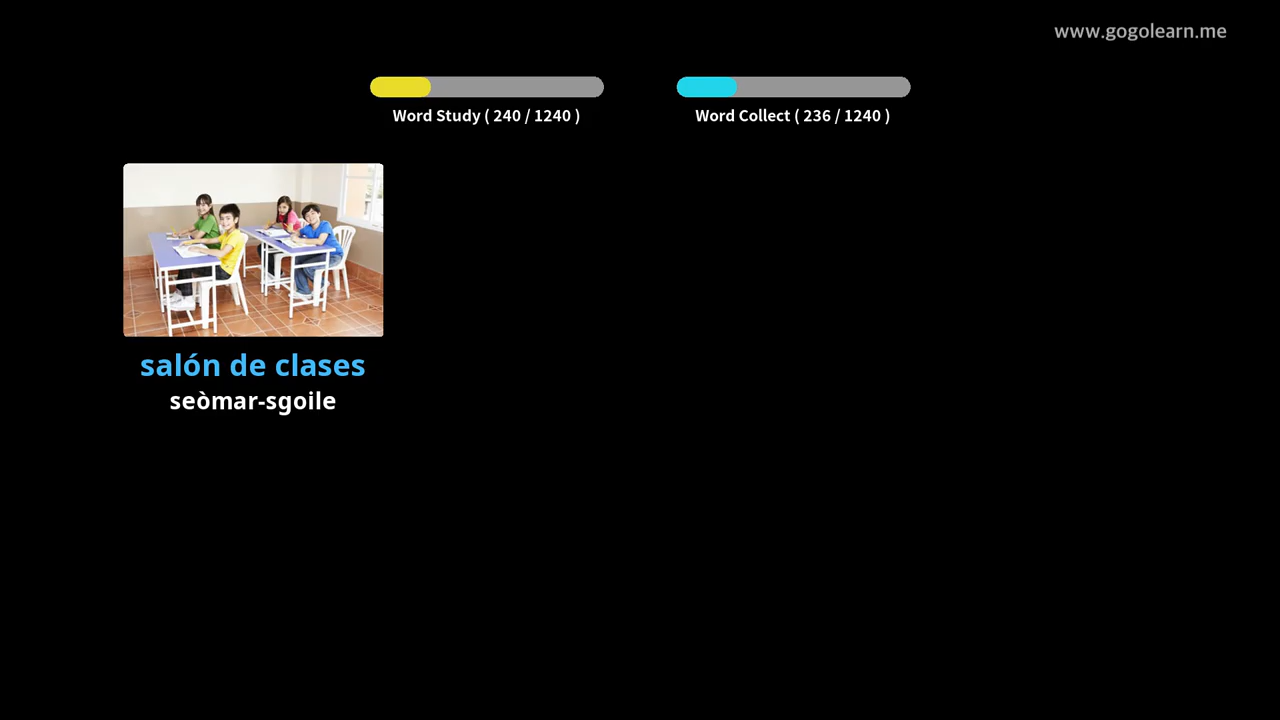 www.gogolearn.me
Word Study ( 240 / 1240 )
Word Collect ( 236 / 1240 )
salón de clases
seòmar-sgoile